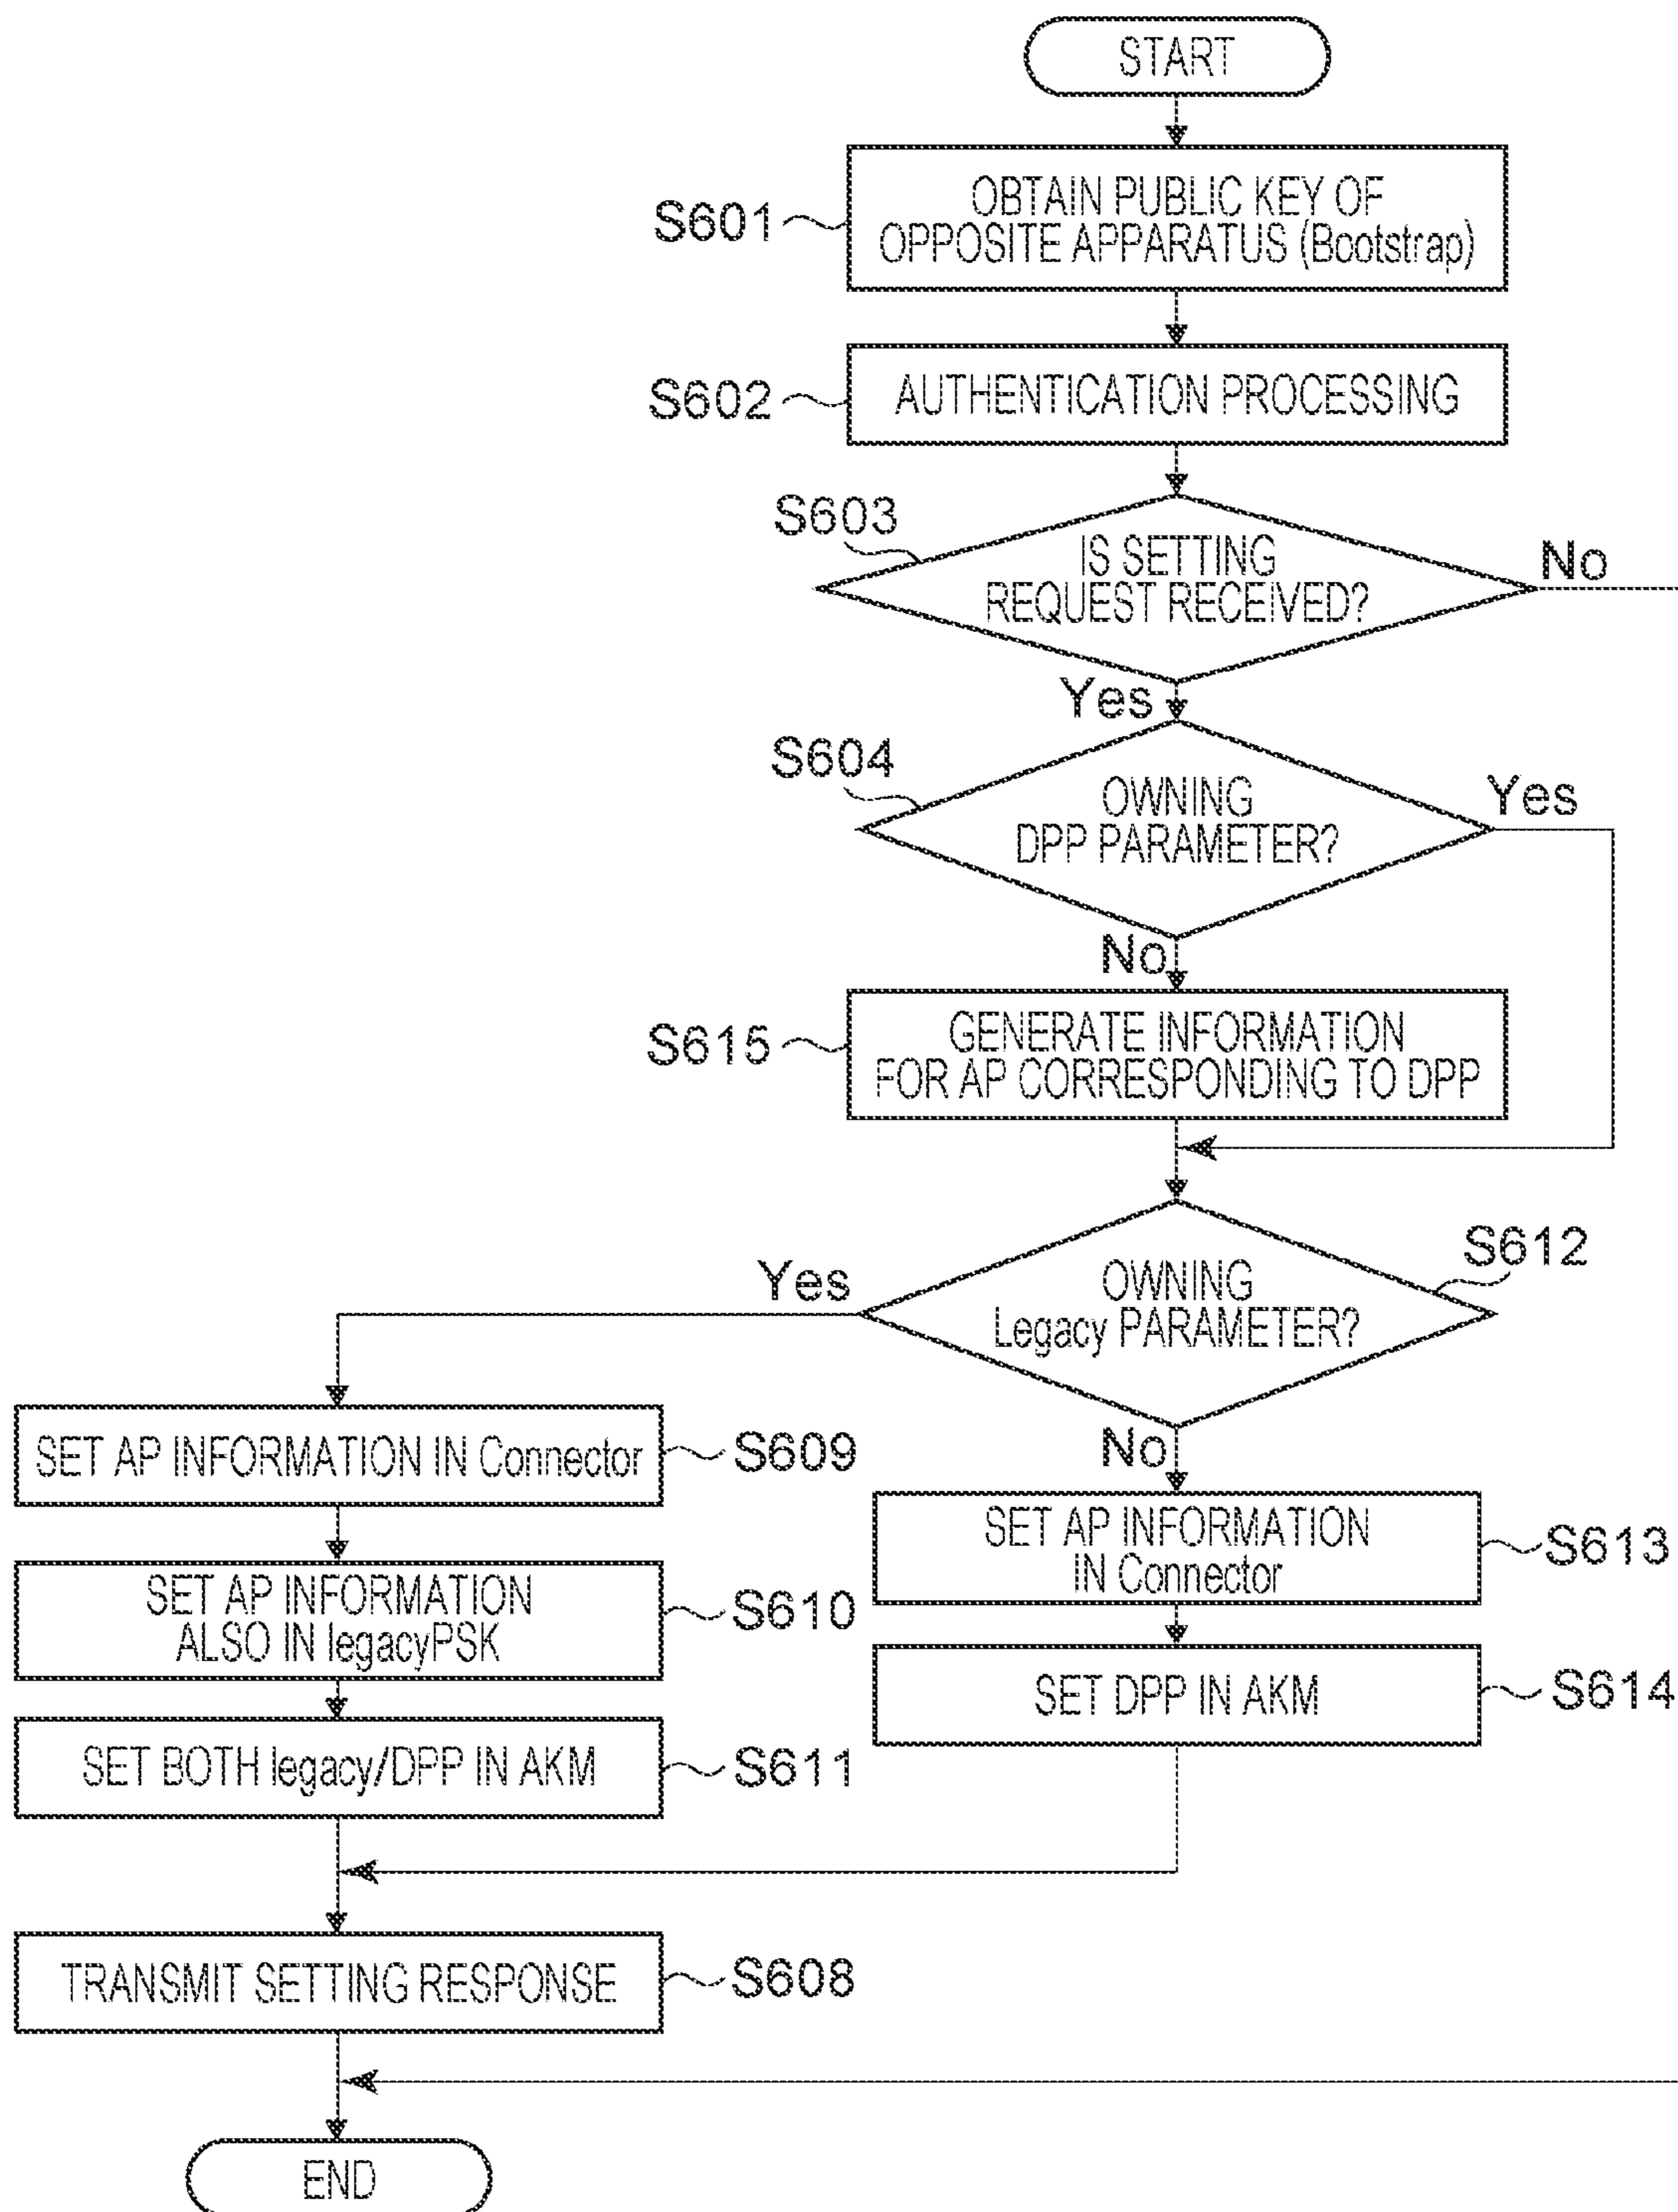 START
S601
OBTAIN PUBLIC KEY OF
OPPOSITE APPARATUS (Bootstrap)
S602
AUTHENTICATION PROCESSING
S603
IS SETTING
REQUEST RECEIVED?
No
Yes
S604
OWNING
DPP PARAMETER?
Yes
No
S615
GENERATE INFORMATION
FOR AP CORRESPONDING TO DPP
S612
OWNING
Legacy PARAMETER?
Yes
No
SET AP INFORMATION IN Connector
S609
SET AP INFORMATION
ALSO IN legacyPSK
S610
SET BOTH legacy/DPP IN AKM
S611
SET AP INFORMATION
IN Connector
S613
SET DPP IN AKM
S614
TRANSMIT SETTING RESPONSE
S608
END